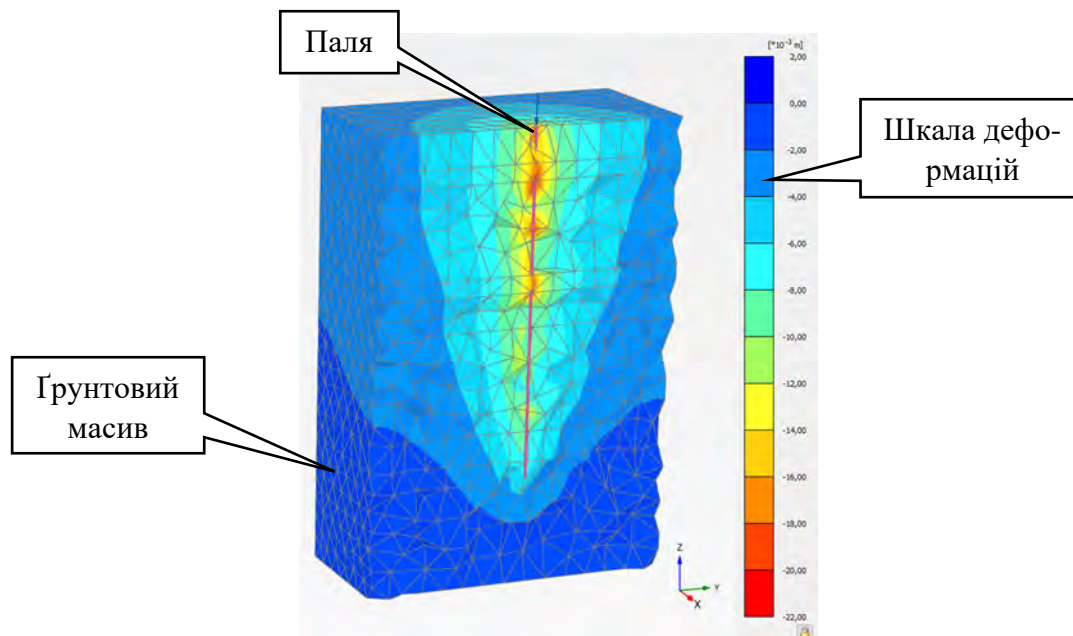 Паля
[*10⁻³ m]
2,00
0,00
-2,00
-4,00
-6,00
-8,00
-10,00
-12,00
-14,00
-16,00
-18,00
-20,00
-22,00
Шкала дефо-
рмацій
Ґрунтовий
масив
Z
Y
X